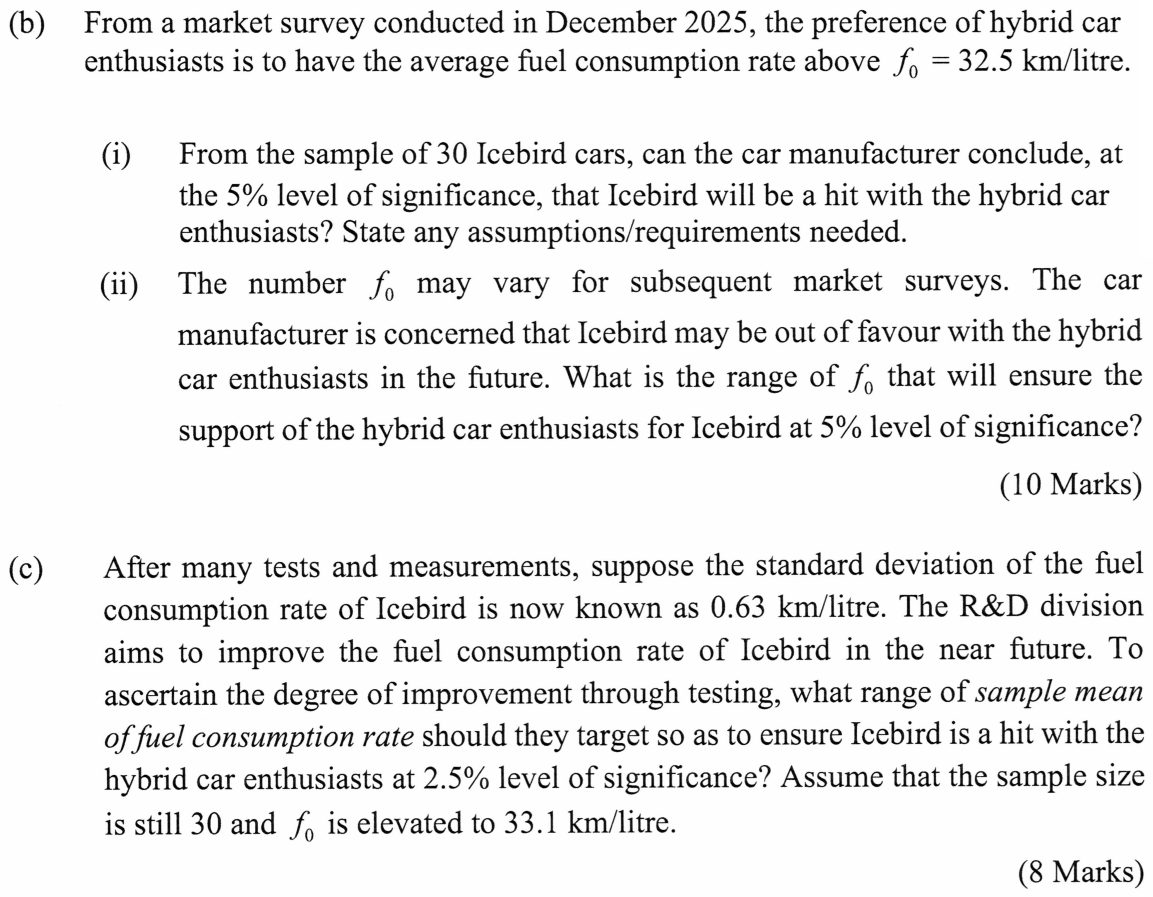 (b) From a market survey conducted in December 2025, the preference of hybrid car
enthusiasts is to have the average fuel consumption rate above f₀ = 32.5 km/litre.
(i) From the sample of 30 Icebird cars, can the car manufacturer conclude, at
the 5% level of significance, that Icebird will be a hit with the hybrid car
enthusiasts? State any assumptions/requirements needed.
(ii) The number f₀ may vary for subsequent market surveys. The car
manufacturer is concerned that Icebird may be out of favour with the hybrid
car enthusiasts in the future. What is the range of f₀ that will ensure the
support of the hybrid car enthusiasts for Icebird at 5% level of significance?
(10 Marks)
(c) After many tests and measurements, suppose the standard deviation of the fuel
consumption rate of Icebird is now known as 0.63 km/litre. The R&D division
aims to improve the fuel consumption rate of Icebird in the near future. To
ascertain the degree of improvement through testing, what range of sample mean
of fuel consumption rate should they target so as to ensure Icebird is a hit with the
hybrid car enthusiasts at 2.5% level of significance? Assume that the sample size
is still 30 and f₀ is elevated to 33.1 km/litre.
(8 Marks)